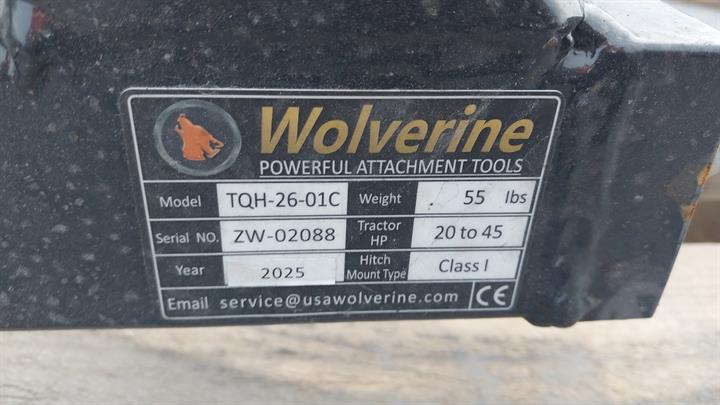 Wolverine
POWERFUL ATTACHMENT TOOLS
Model TQH-26-01C Weight 55 lbs
Serial NO. ZW-02088 Tractor HP 20 to 45
Year 2025 Hitch Mount Type Class I
Email service@usawolverine.com CE